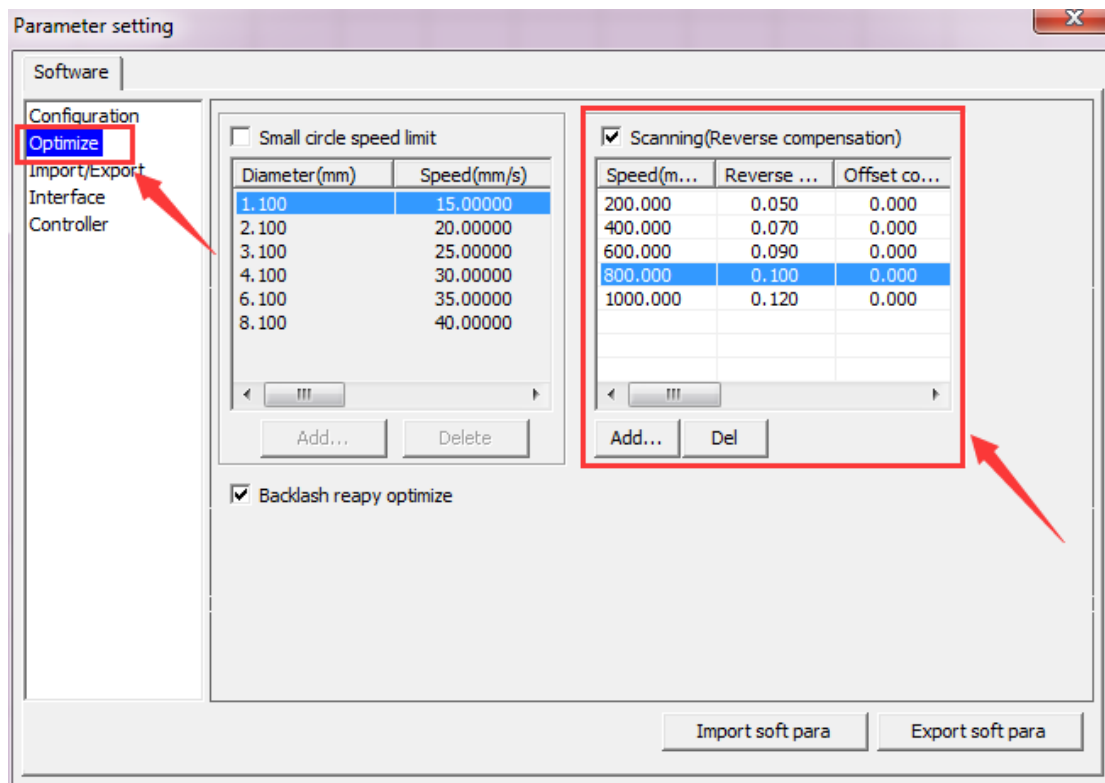 Parameter setting
Software
Configuration
Optimize
Import/Export
Interface
Controller
Small circle speed limit
Diameter(mm) Speed(mm/s)
1.100 15.00000
2.100 20.00000
3.100 25.00000
4.100 30.00000
6.100 35.00000
8.100 40.00000
Add... Delete
Scanning(Reverse compensation)
Speed(m... Reverse ... Offset co...
200.000 0.050 0.000
400.000 0.070 0.000
600.000 0.090 0.000
800.000 0.100 0.000
1000.000 0.120 0.000
Add... Del
Backlash reapy optimize
Import soft para Export soft para